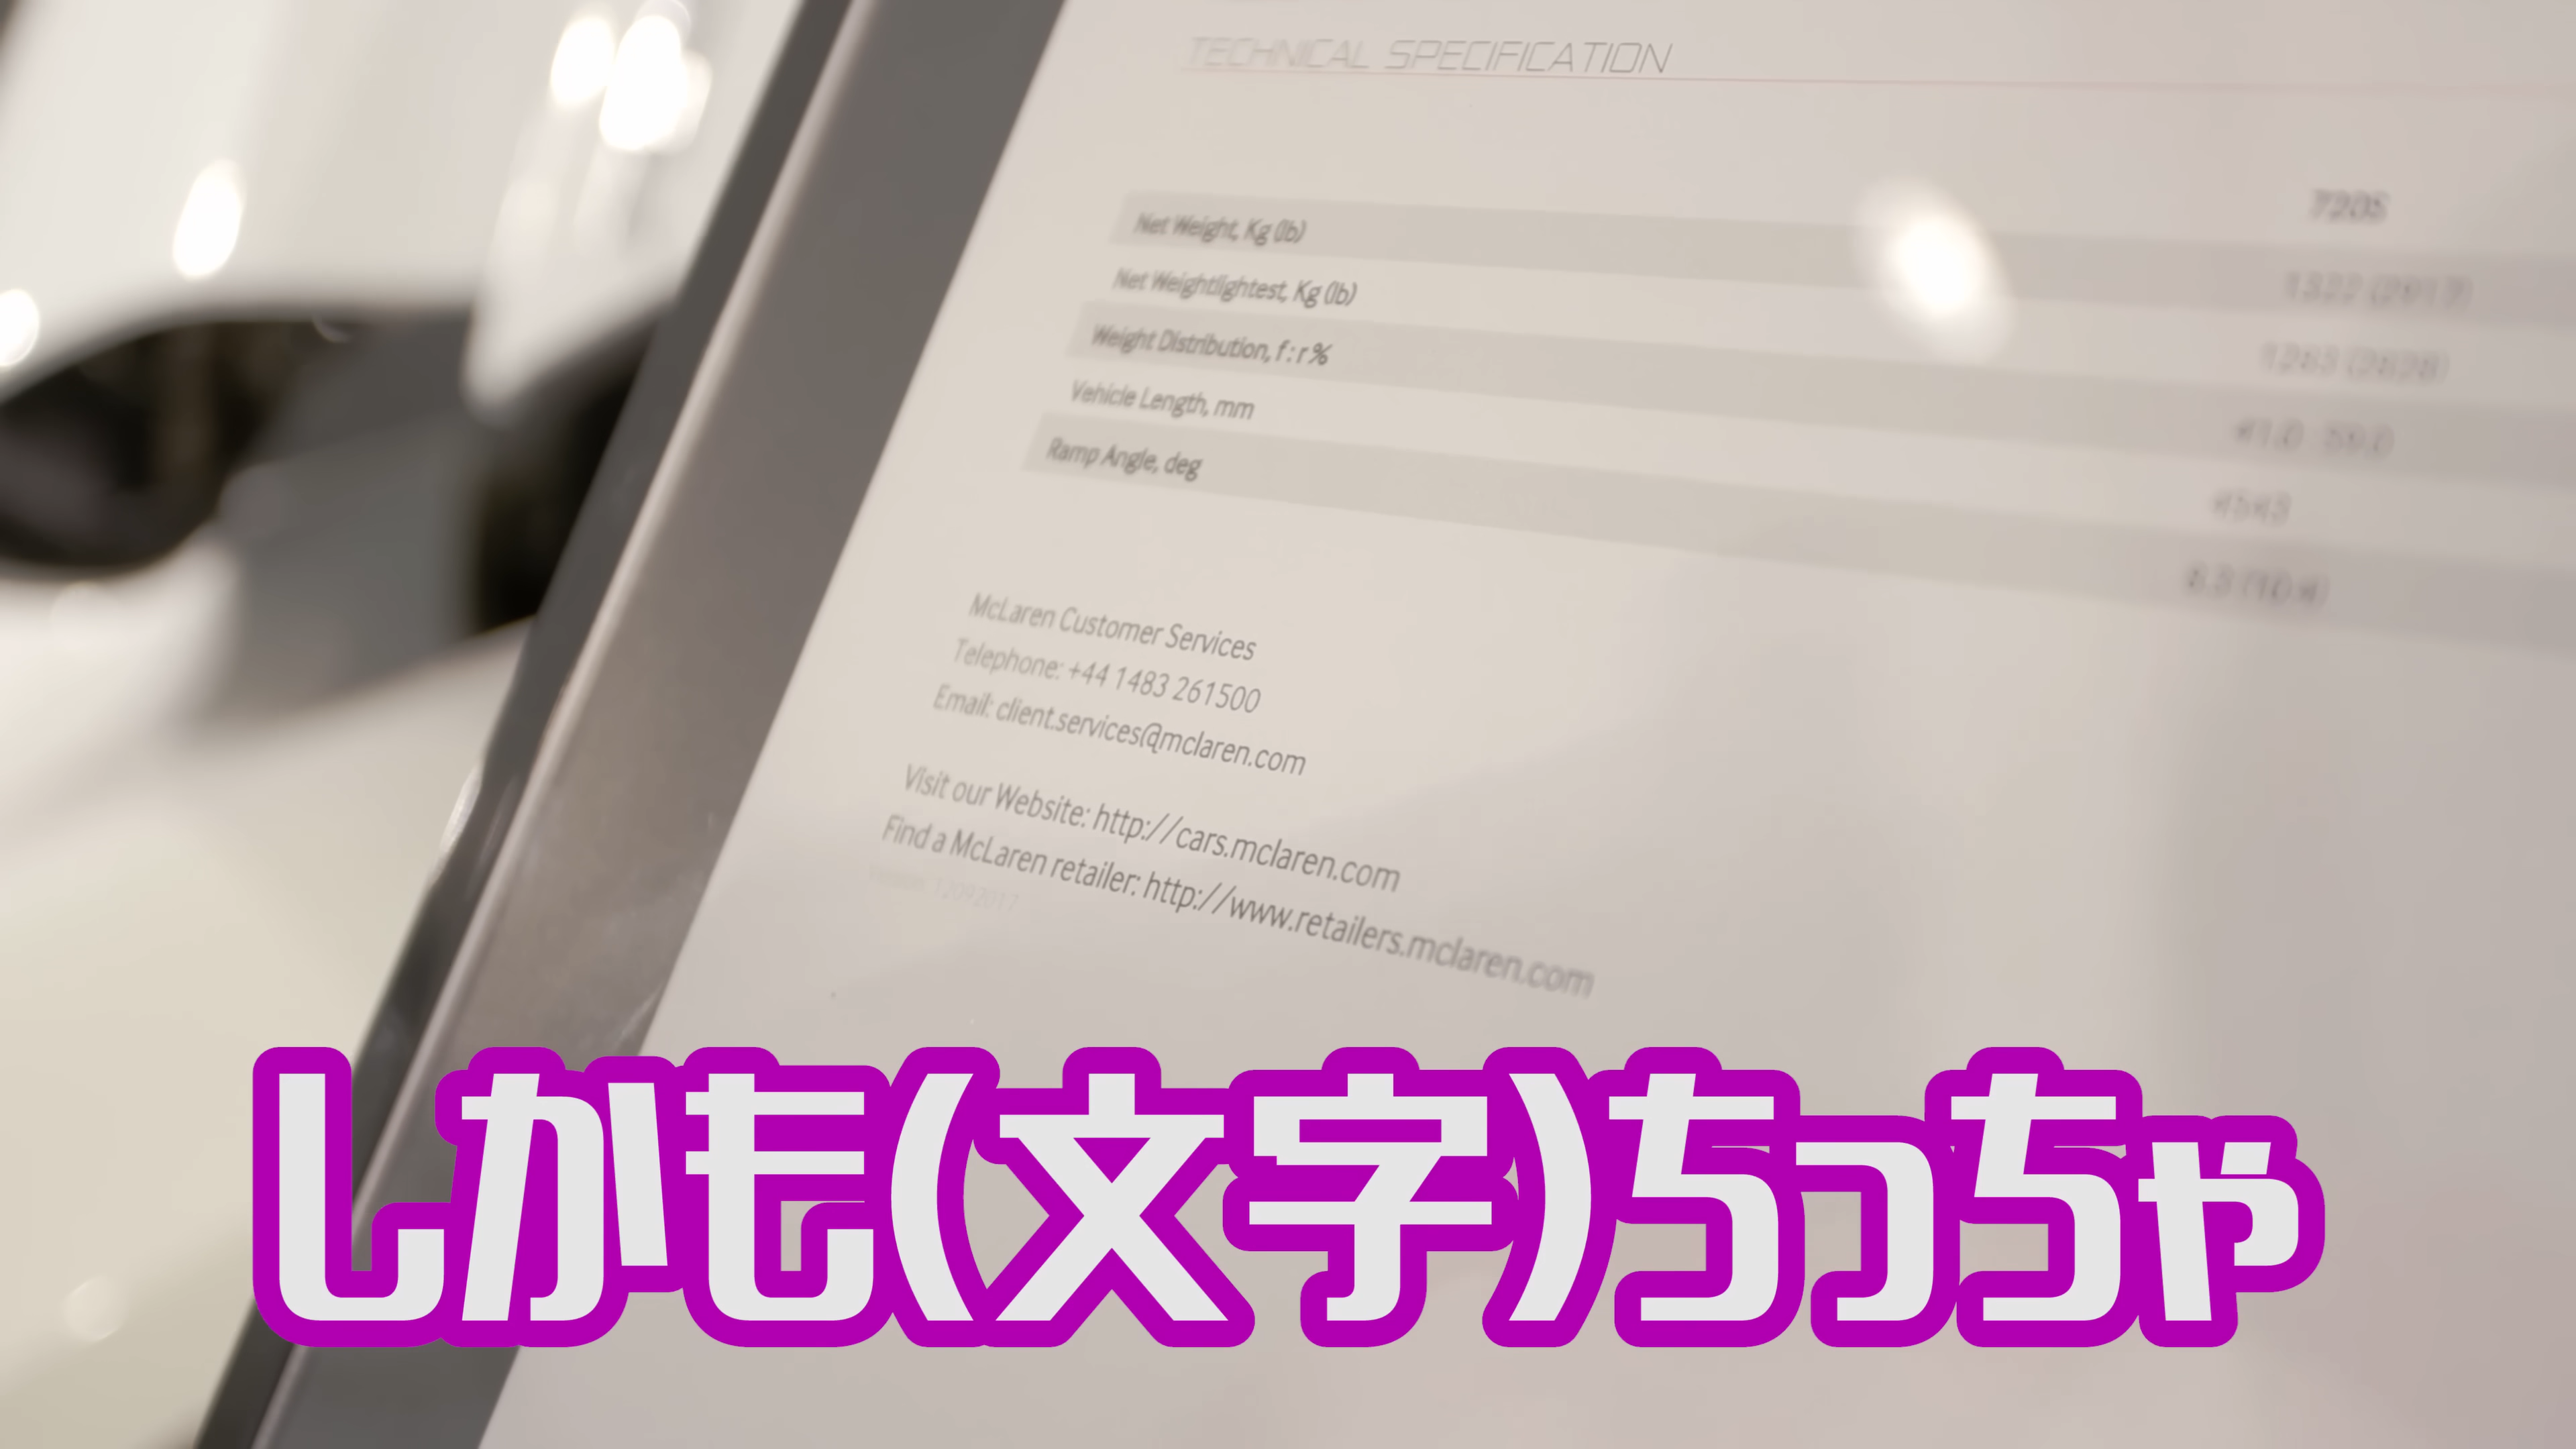 TECHNICAL SPECIFICATION
720S
Net Weight, Kg (lb)
Net Weightlightest, Kg (lb)
Weight Distribution, f : r %
Vehicle Length, mm
4543
Ramp Angle, deg
McLaren Customer Services
Telephone: +44 1483 261500
Email: client.services@mclaren.com
Visit our Website: http://cars.mclaren.com
Find a McLaren retailer: http://www.retailers.mclaren.com
12092017
しかも(文字)ちっちゃ